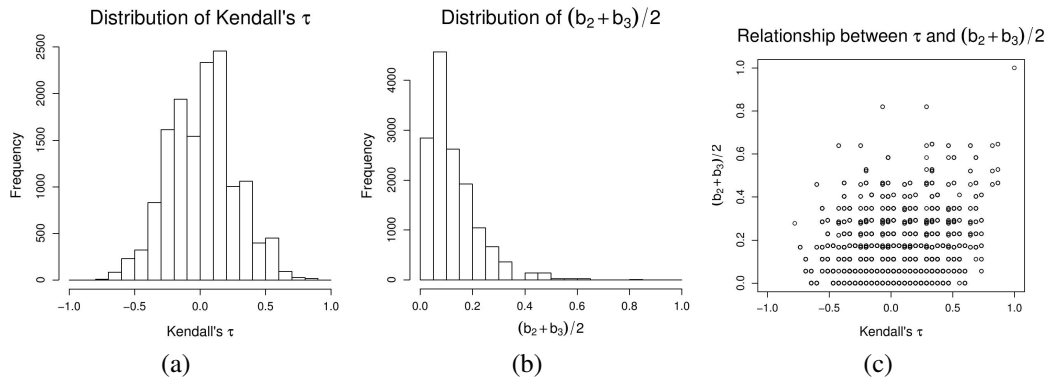 Distribution of Kendall's τ
Frequency
0 500 1000 1500 2000 2500
−1.0 −0.5 0.0 0.5 1.0
Kendall's τ
(a)
Distribution of (b₂+b₃)/2
Frequency
0 1000 2000 3000 4000
0.0 0.2 0.4 0.6 0.8 1.0
(b₂+b₃)/2
(b)
Relationship between τ and (b₂+b₃)/2
(b₂+b₃)/2
0.0 0.2 0.4 0.6 0.8 1.0
−1.0 −0.5 0.0 0.5 1.0
Kendall's τ
(c)